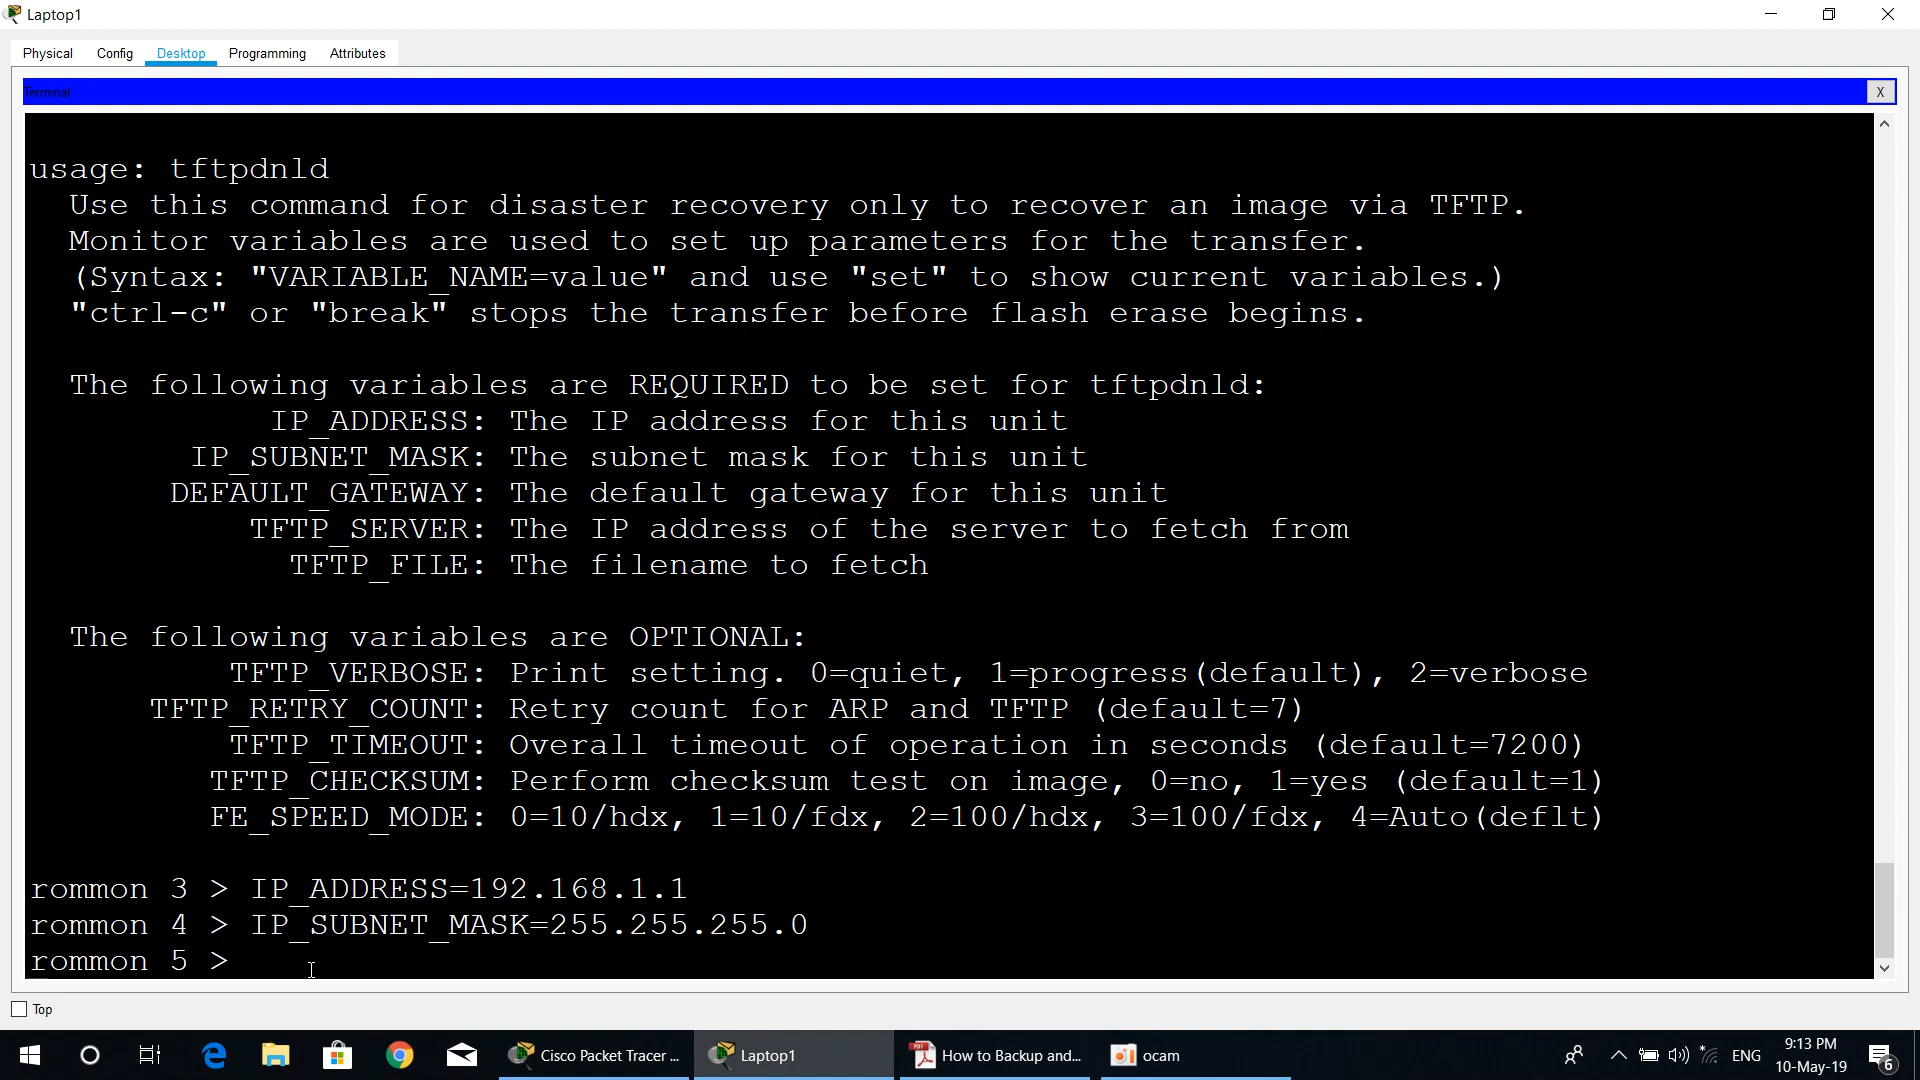 Laptop1
Physical Config Desktop Programming Attributes
Terminal X
usage: tftpdnld
Use this command for disaster recovery only to recover an image via TFTP.
Monitor variables are used to set up parameters for the transfer.
(Syntax: "VARIABLE_NAME=value" and use "set" to show current variables.)
"ctrl-c" or "break" stops the transfer before flash erase begins.
The following variables are REQUIRED to be set for tftpdnld:
IP_ADDRESS: The IP address for this unit
IP_SUBNET_MASK: The subnet mask for this unit
DEFAULT_GATEWAY: The default gateway for this unit
TFTP_SERVER: The IP address of the server to fetch from
TFTP_FILE: The filename to fetch
The following variables are OPTIONAL:
TFTP_VERBOSE: Print setting. 0=quiet, 1=progress(default), 2=verbose
TFTP_RETRY_COUNT: Retry count for ARP and TFTP (default=7)
TFTP_TIMEOUT: Overall timeout of operation in seconds (default=7200)
TFTP_CHECKSUM: Perform checksum test on image, 0=no, 1=yes (default=1)
FE_SPEED_MODE: 0=10/hdx, 1=10/fdx, 2=100/hdx, 3=100/fdx, 4=Auto(deflt)
rommon 3 > IP_ADDRESS=192.168.1.1
rommon 4 > IP_SUBNET_MASK=255.255.255.0
rommon 5 >
Top
Cisco Packet Tracer ... Laptop1 How to Backup and... ocam ENG 9:13 PM
10-May-19 6